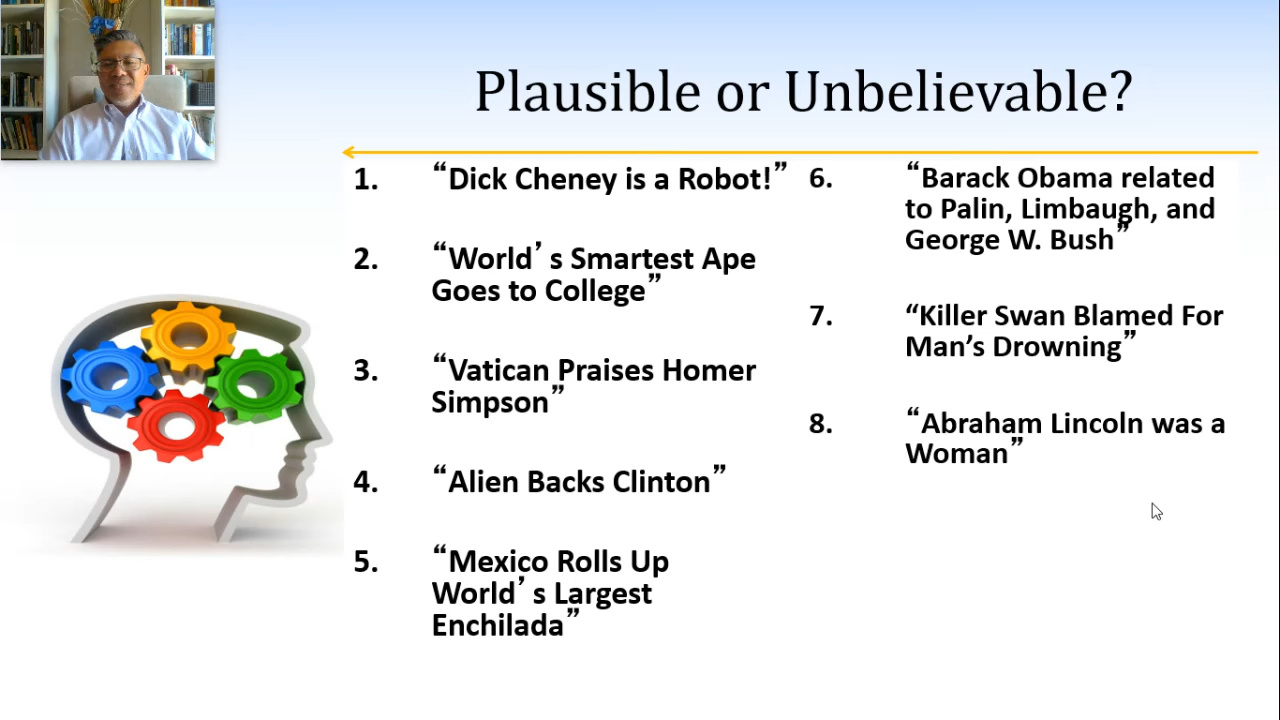 Plausible or Unbelievable?
1. “Dick Cheney is a Robot!”
2. “World’s Smartest Ape
Goes to College”
3. “Vatican Praises Homer
Simpson”
4. “Alien Backs Clinton”
5. “Mexico Rolls Up
World’s Largest
Enchilada”
6. “Barack Obama related
to Palin, Limbaugh, and
George W. Bush”
7. “Killer Swan Blamed For
Man’s Drowning”
8. “Abraham Lincoln was a
Woman”